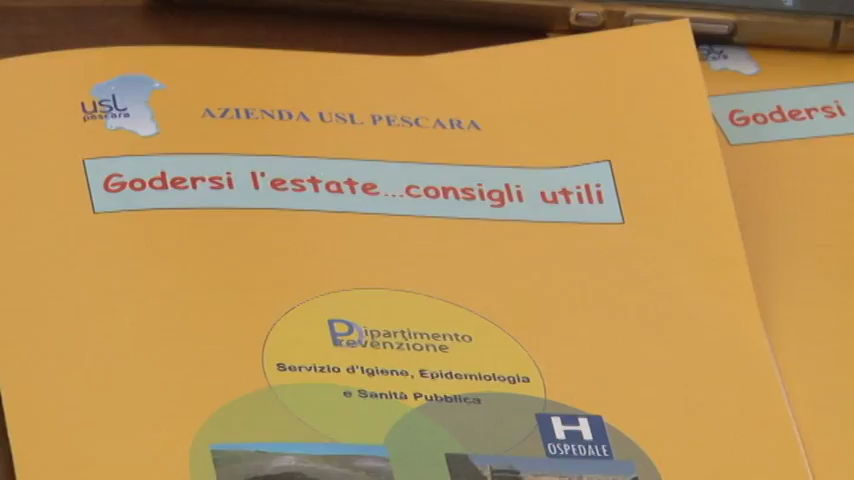 usl
pescara
AZIENDA USL PESCARA
Godersi l'estate...consigli utili
Godersi
Dipartimento
Prevenzione
Servizio d'Igiene, Epidemiologia
e Sanità Pubblica
H
OSPEDALE